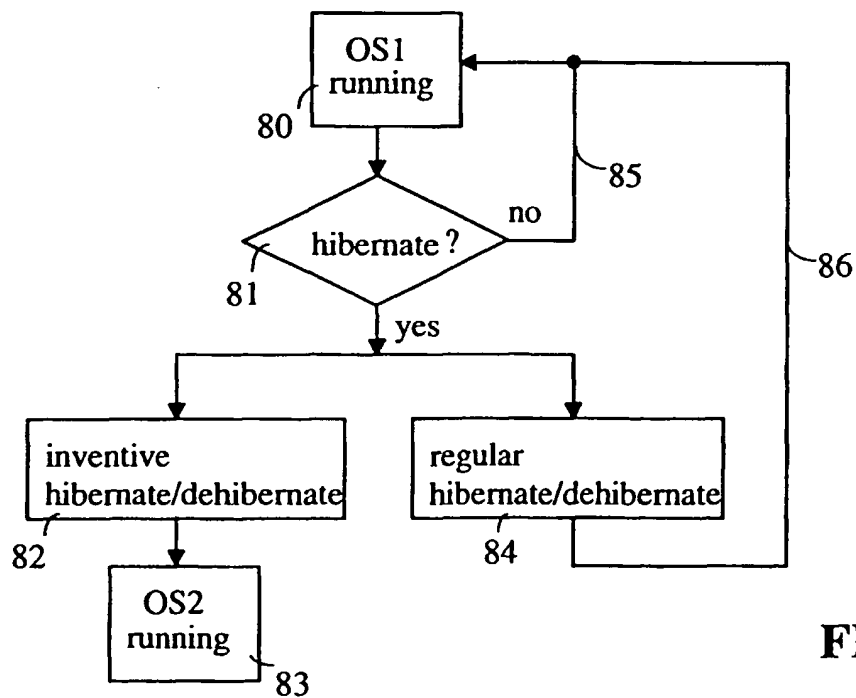 OS1
running
80
85
no
hibernate?
81
86
yes
inventive
hibernate/dehibernate
regular
hibernate/dehibernate
82
84
OS2
running
83